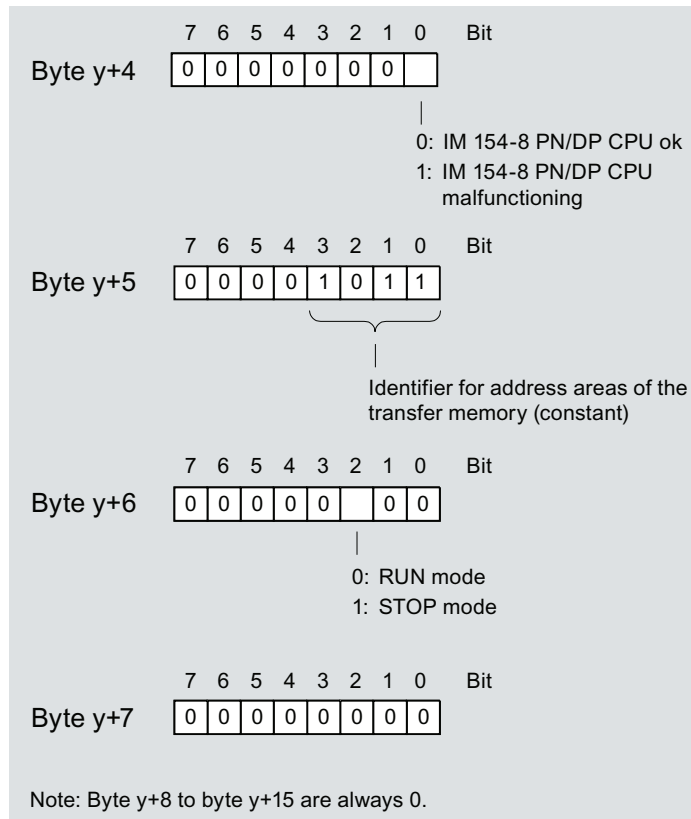 7 6 5 4 3 2 1 0 Bit
Byte y+4 0 0 0 0 0 0 0
0: IM 154-8 PN/DP CPU ok
1: IM 154-8 PN/DP CPU
malfunctioning
7 6 5 4 3 2 1 0 Bit
Byte y+5 0 0 0 0 1 0 1 1
Identifier for address areas of the
transfer memory (constant)
7 6 5 4 3 2 1 0 Bit
Byte y+6 0 0 0 0 0 0 0
0: RUN mode
1: STOP mode
7 6 5 4 3 2 1 0 Bit
Byte y+7 0 0 0 0 0 0 0 0
Note: Byte y+8 to byte y+15 are always 0.